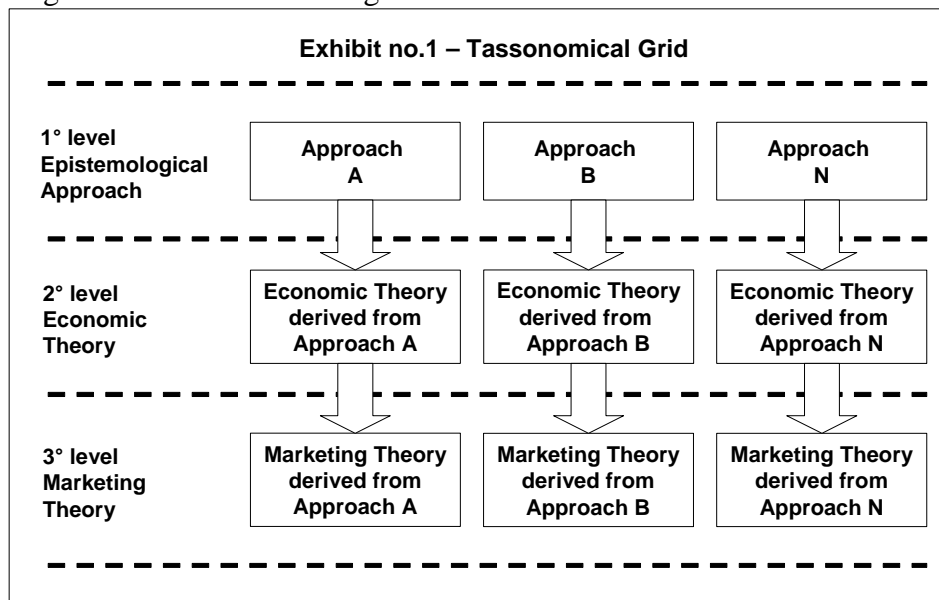 Exhibit no.1 – Tassonomical Grid
1° level
Epistemological
Approach
Approach
A
Approach
B
Approach
N
2° level
Economic
Theory
Economic Theory
derived from
Approach A
Economic Theory
derived from
Approach B
Economic Theory
derived from
Approach N
3° level
Marketing
Theory
Marketing Theory
derived from
Approach A
Marketing Theory
derived from
Approach B
Marketing Theory
derived from
Approach N